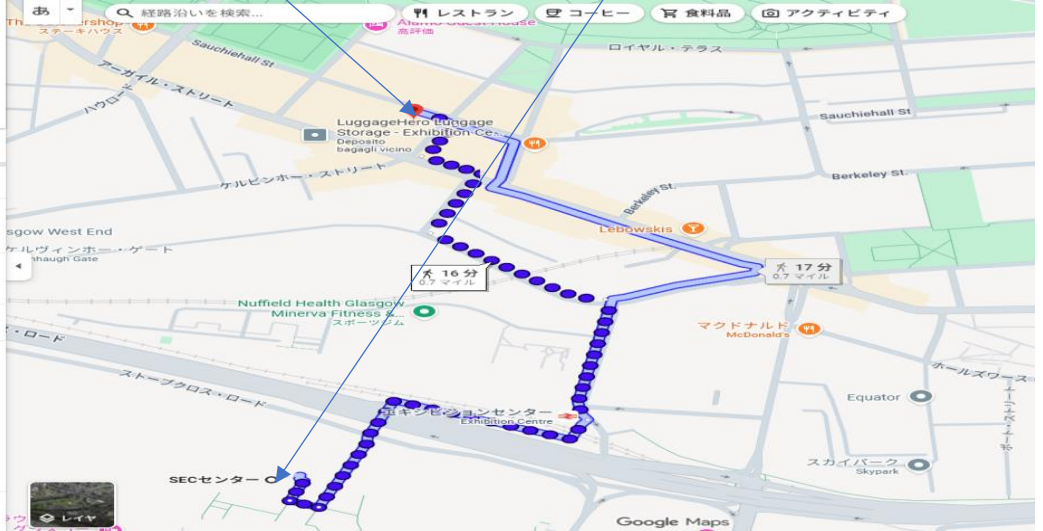 あ
経路沿いを検索...
レストラン
コーヒー
食料品
アクティビティ
ステーキハウス
Alamo Guest House
高評価
ロイヤル・テラス
Sauchiehall St
アーガイル・ストリート
ハウロード
Sauchiehall St
LuggageHero Luggage
Storage - Exhibition Ce...
Deposito
bagagli vicino
ケルビンホー・ストリート
Berkeley St.
Berkeley St.
Lebowskis
sgow West End
ケルヴィンホー・ゲート
nhaugh Gate
16 分
0.7 マイル
17 分
0.7 マイル
Nuffield Health Glasgow
Minerva Fitness &...
スポーツジム
マクドナルド
McDonald's
・ロード
ストーブクロス・ロード
エキシビションセンター
Exhibition Centre
Equator
スカイパーク
Skypark
SECセンター
レイヤ
Google Maps